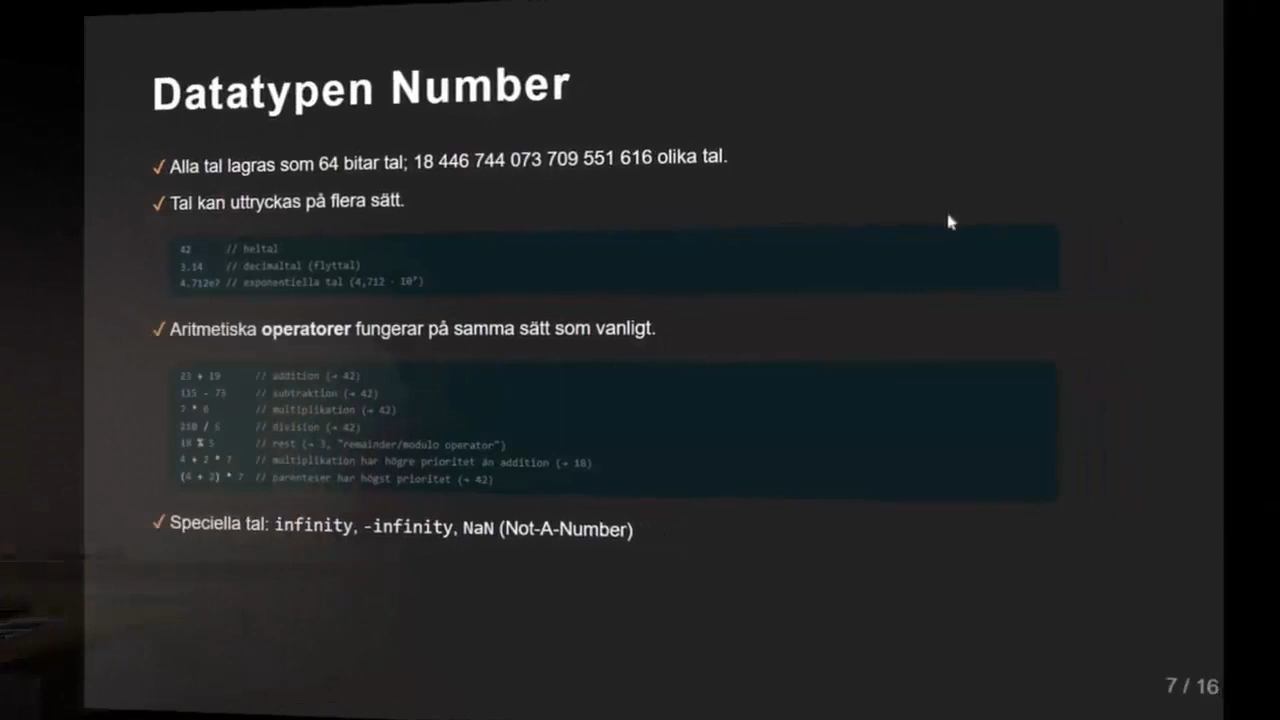 Datatypen Number
✓ Alla tal lagras som 64 bitar tal; 18 446 744 073 709 551 616 olika tal.
✓ Tal kan uttryckas på flera sätt.
42 // heltal
3.14 // decimaltal (flyttal)
4.712e7 // exponentiella tal (4,712 · 10⁷)
✓ Aritmetiska operatorer fungerar på samma sätt som vanligt.
23 + 19 // addition (→ 42)
115 - 73 // subtraktion (→ 42)
7 * 6 // multiplikation (→ 42)
210 / 5 // division (→ 42)
18 % 5 // rest (→ 3, "remainder/modulo operator")
4 + 2 * 7 // multiplikation har högre prioritet än addition (→ 18)
(4 + 2) * 7 // parenteser har högst prioritet (→ 42)
✓ Speciella tal: infinity, -infinity, NaN (Not-A-Number)
7 / 16